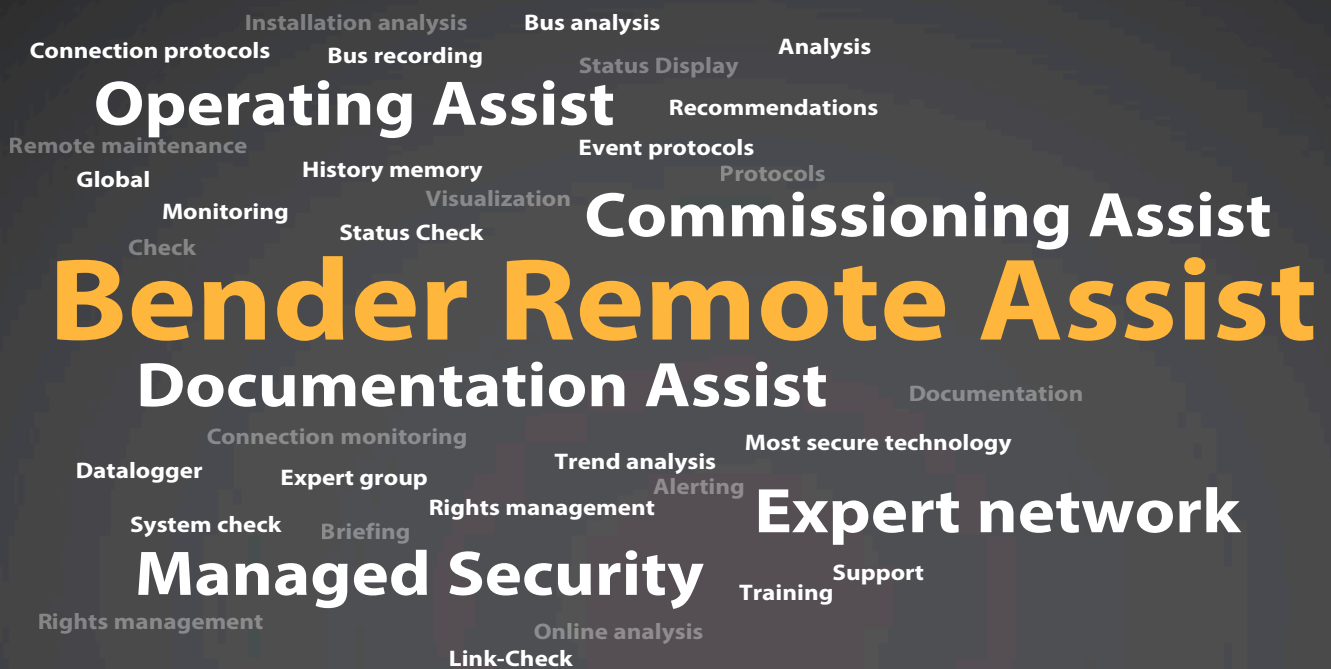 Installation analysis
Bus analysis
Connection protocols
Bus recording
Analysis
Status Display
Operating Assist
Recommendations
Remote maintenance
Event protocols
Global
History memory
Protocols
Monitoring
Visualization
Commissioning Assist
Check
Status Check
Bender Remote Assist
Documentation Assist
Documentation
Connection monitoring
Most secure technology
Datalogger
Expert group
Trend analysis
Alerting
Rights management
Expert network
System check
Briefing
Managed Security
Support
Training
Rights management
Online analysis
Link-Check